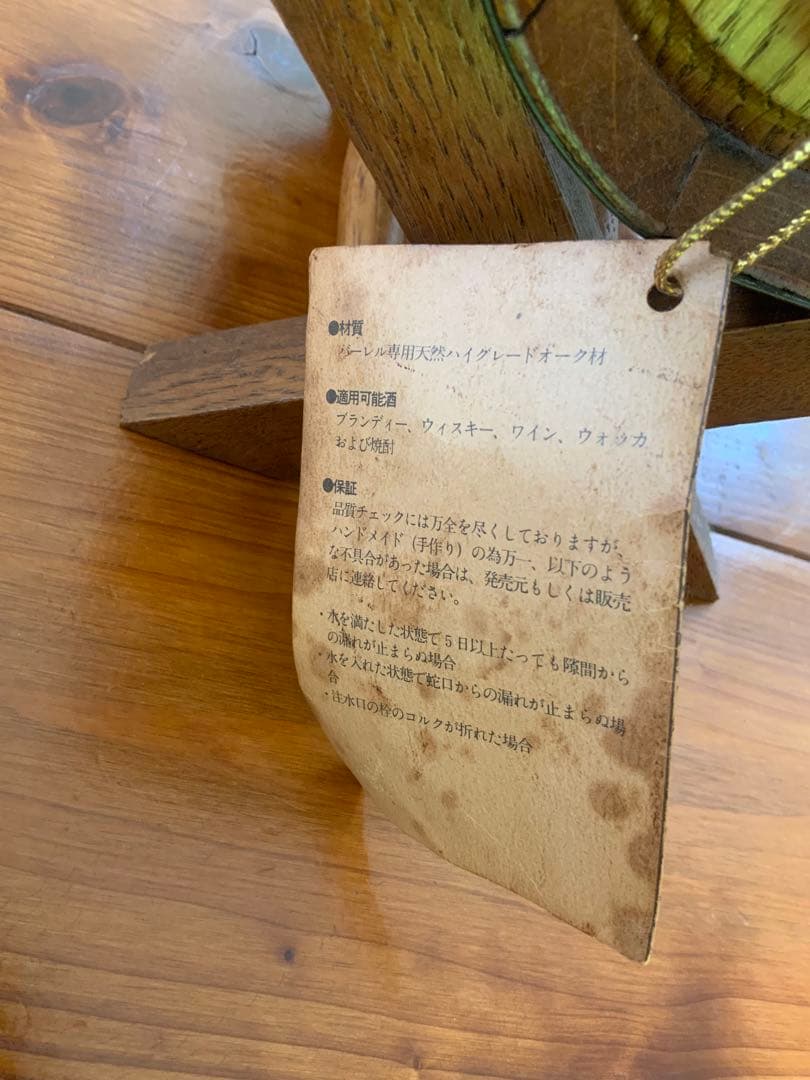 ●材質
バーレル専用天然ハイグレードオーク材
●適用可能酒
ブランディー、ウィスキー、ワイン、ウォッカ
および焼酎
●保証
品質チェックには万全を尽くしておりますが、
ハンドメイド(手作り)の為万一、以下のよう
な不具合があった場合は、発売元もしくは販売
店に連絡してください。
・水を満たした状態で5日以上たっても隙間から
の漏れが止まらぬ場合
・水を入れた状態で蛇口からの漏れが止まらぬ場
合
・注水口の栓のコルクが折れた場合